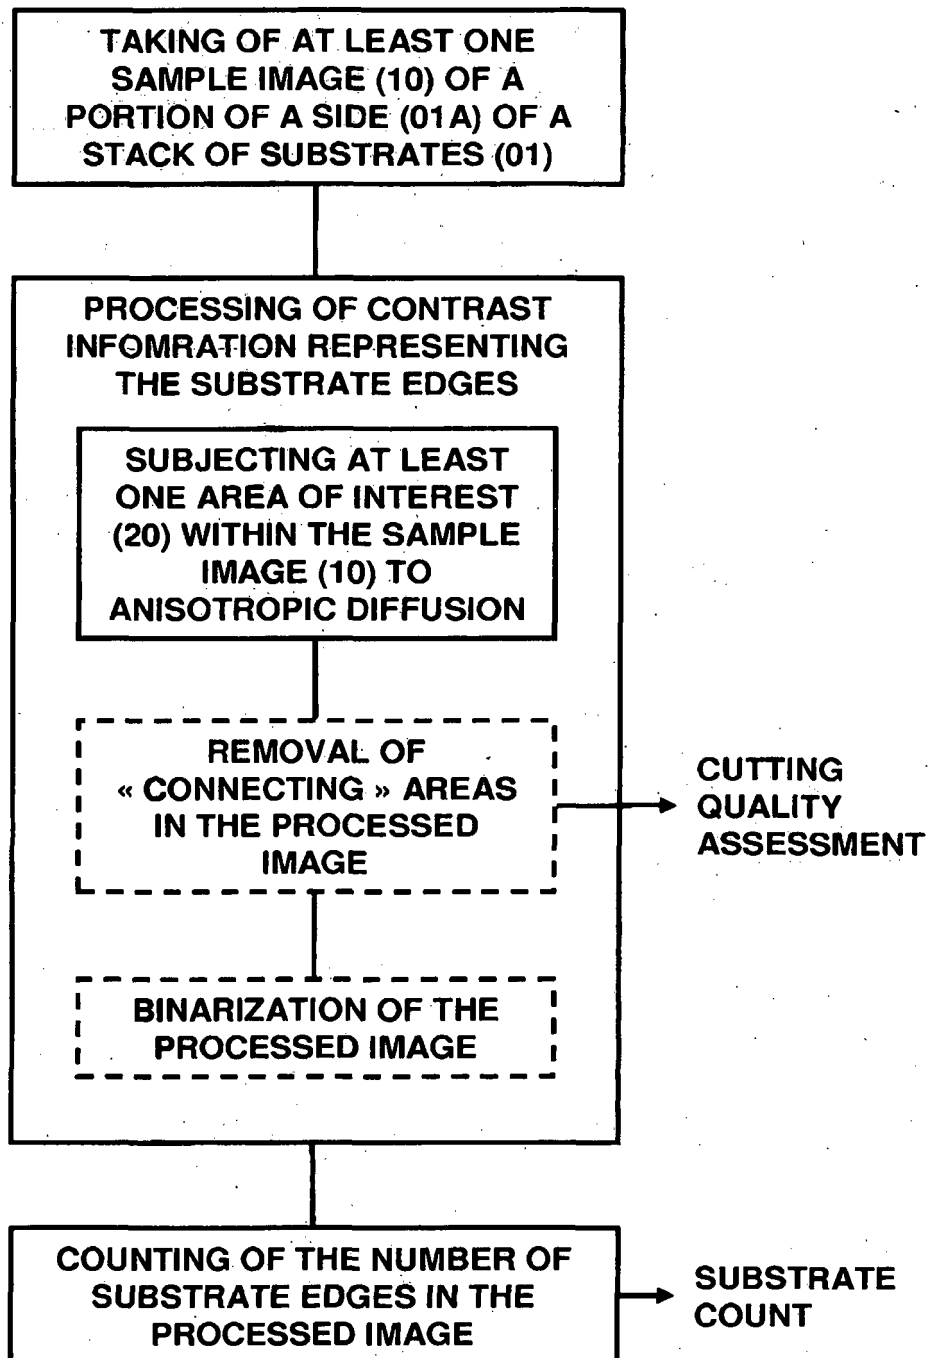 TAKING OF AT LEAST ONE
SAMPLE IMAGE (10) OF A
PORTION OF A SIDE (01A) OF A
STACK OF SUBSTRATES (01)
PROCESSING OF CONTRAST
INFOMRATION REPRESENTING
THE SUBSTRATE EDGES
SUBJECTING AT LEAST
ONE AREA OF INTEREST
(20) WITHIN THE SAMPLE
IMAGE (10) TO
ANISOTROPIC DIFFUSION
REMOVAL OF
« CONNECTING » AREAS
IN THE PROCESSED
IMAGE
CUTTING
QUALITY
ASSESSMENT
BINARIZATION OF THE
PROCESSED IMAGE
COUNTING OF THE NUMBER OF
SUBSTRATE EDGES IN THE
PROCESSED IMAGE
SUBSTRATE
COUNT